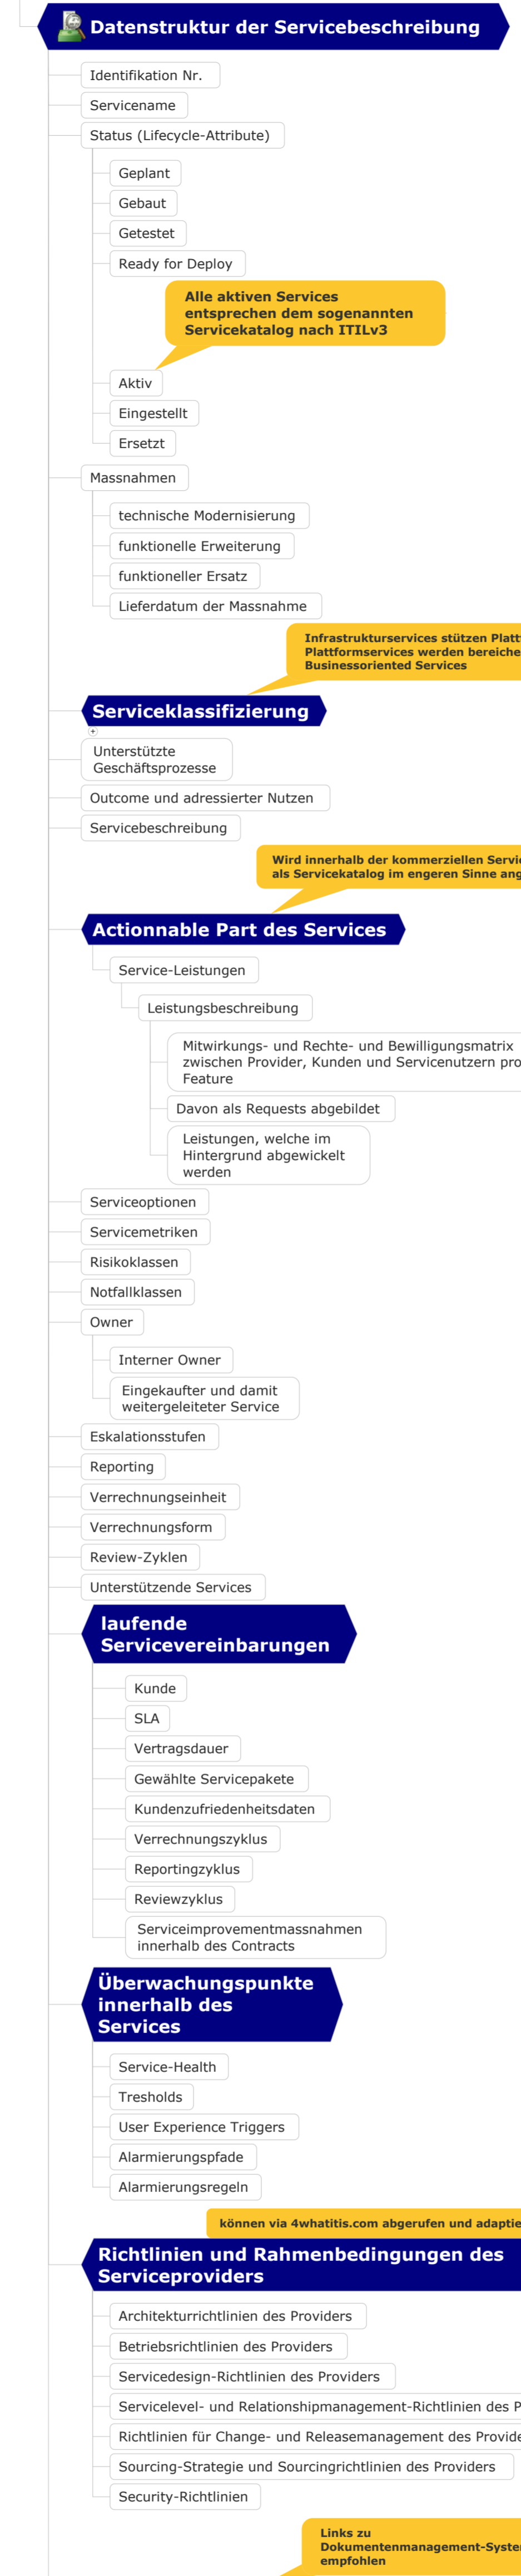 Datenstruktur der Servicebeschreibung
Identifikation Nr.
Servicename
Status (Lifecycle-Attribute)
Geplant
Gebaut
Getestet
Ready for Deploy
Alle aktiven Services
entsprechen dem sogenannten
Servicekatalog nach ITILv3
Aktiv
Eingestellt
Ersetzt
Massnahmen
technische Modernisierung
funktionelle Erweiterung
funktioneller Ersatz
Lieferdatum der Massnahme
Infrastrukturservices stützen
Plattformservices werden
Businessoriented Services
Serviceklassifizierung
Unterstützte
Geschäftsprozesse
Outcome und adressierter Nutzen
Servicebeschreibung
Wird innerhalb der kommerziellen
als Servicekatalog im engeren Sinne
Actionnable Part des Services
Service-Leistungen
Leistungsbeschreibung
Mitwirkungs- und Rechte- und Bewilligungsmatrix
zwischen Provider, Kunden und Servicenutzern pro
Feature
Davon als Requests abgebildet
Leistungen, welche im
Hintergrund abgewickelt
werden
Serviceoptionen
Servicemetriken
Risikoklassen
Notfallklassen
Owner
Interner Owner
Eingekaufter und damit
weitergeleiteter Service
Eskalationsstufen
Reporting
Verrechnungseinheit
Verrechnungsform
Review-Zyklen
Unterstützende Services
laufende
Servicevereinbarungen
Kunde
SLA
Vertragsdauer
Gewählte Servicepakete
Kundenzufriedenheitsdaten
Verrechnungszyklus
Reportingzyklus
Reviewzyklus
Serviceimprovementmassnahmen
innerhalb des Contracts
Überwachungspunkte
innerhalb des
Services
Service-Health
Tresholds
User Experience Triggers
Alarmierungspfade
Alarmierungsregeln
können via 4whatitis.com abgerufen und
Richtlinien und Rahmenbedingungen des
Serviceproviders
Architekturrichtlinien des Providers
Betriebsrichtlinien des Providers
Servicedesign-Richtlinien des Providers
Servicelevel- und Relationshipmanagement-Richtlinien des
Richtlinien für Change- und Releasemanagement des
Sourcing-Strategie und Sourcingrichtlinien des Providers
Security-Richtlinien
Links zu
empfohlen